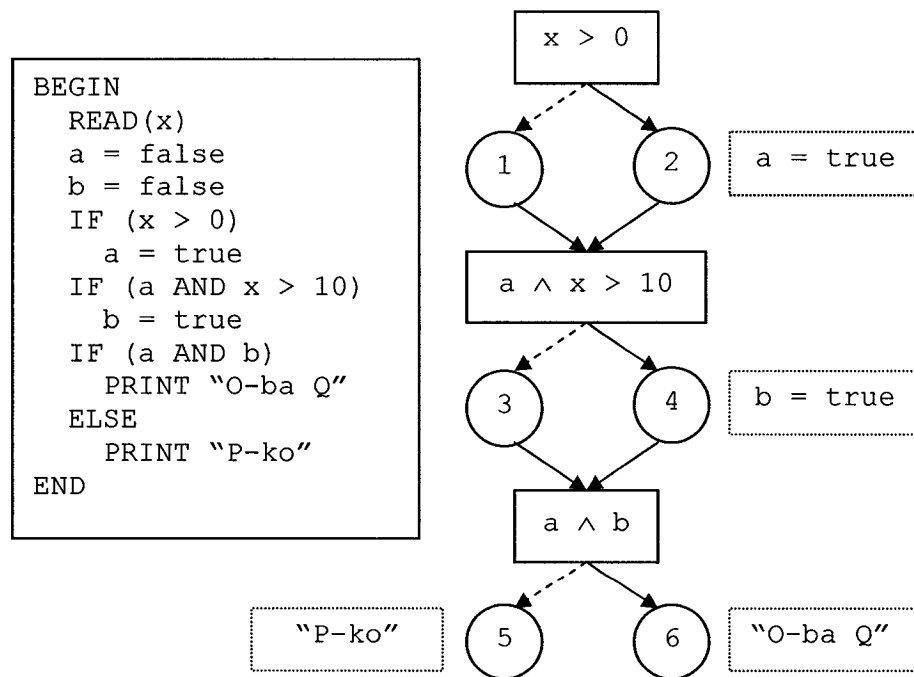 BEGIN
READ(x)
a = false
b = false
IF (x > 0)
a = true
IF (a AND x > 10)
b = true
IF (a AND b)
PRINT “O-ba Q”
ELSE
PRINT “P-ko”
END
x > 0
1
2
a = true
a ∧ x > 10
3
4
b = true
a ∧ b
“P-ko”
5
6
“O-ba Q”